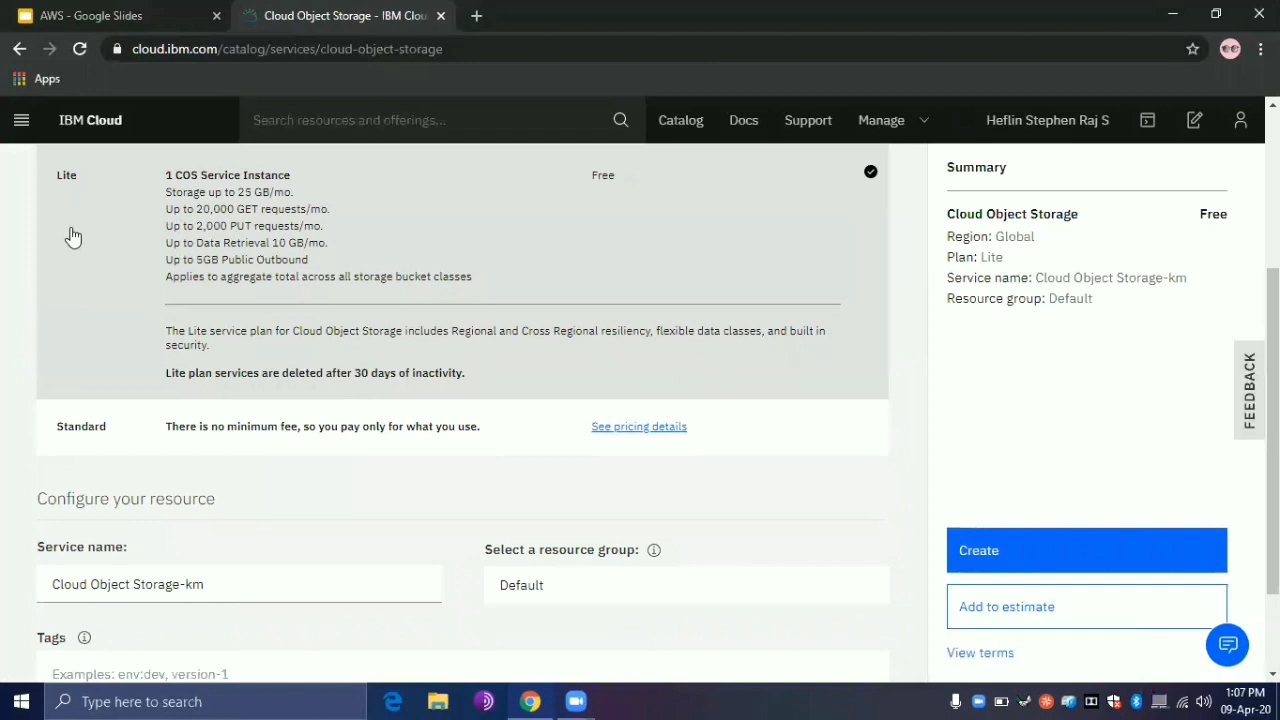 AWS - Google Slides
Cloud Object Storage - IBM Clou
cloud.ibm.com/catalog/services/cloud-object-storage
Apps
IBM Cloud
Search resources and offerings...
Catalog
Docs
Support
Manage
Heflin Stephen Raj S
Lite
1 COS Service Instance
Free
Storage up to 25 GB/mo.
Up to 20,000 GET requests/mo.
Up to 2,000 PUT requests/mo.
Up to Data Retrieval 10 GB/mo.
Up to 5GB Public Outbound
Applies to aggregate total across all storage bucket classes
The Lite service plan for Cloud Object Storage includes Regional and Cross Regional resiliency, flexible data classes, and built in
security.
Lite plan services are deleted after 30 days of inactivity.
Standard
There is no minimum fee, so you pay only for what you use.
See pricing details
Configure your resource
Service name:
Cloud Object Storage-km
Select a resource group:
Default
Tags
Examples: env:dev, version-1
Summary
Cloud Object Storage
Free
Region: Global
Plan: Lite
Service name: Cloud Object Storage-km
Resource group: Default
FEEDBACK
Create
Add to estimate
View terms
Type here to search
1:07 PM
09-Apr-20